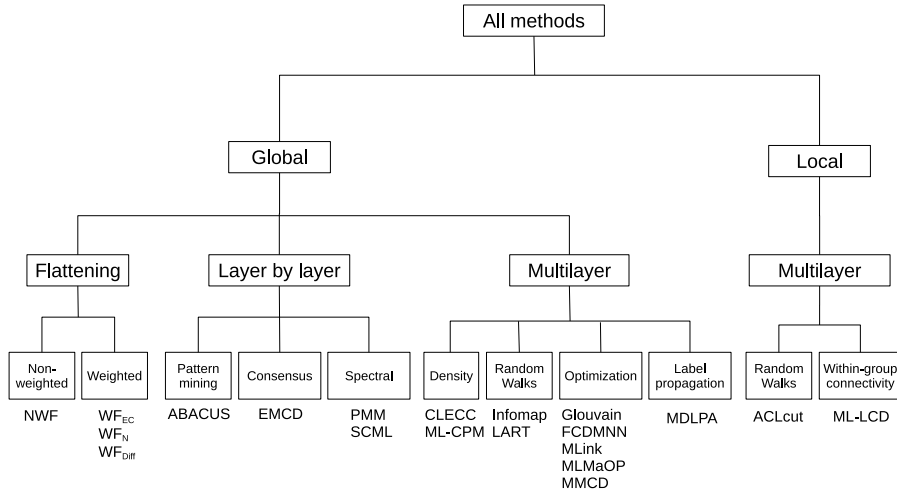 All methods
Global
Local
Flattening
Layer by layer
Multilayer
Multilayer
Non-
weighted
Weighted
Pattern
mining
Consensus
Spectral
Density
Random
Walks
Optimization
Label
propagation
Random
Walks
Within-group
connectivity
NWF
WF_EC
WF_N
WF_Diff
ABACUS
EMCD
PMM
SCML
CLECC
ML-CPM
Infomap
LART
Glouvain
FCDMNN
MLink
MLMaOP
MMCD
MDLPA
ACLcut
ML-LCD